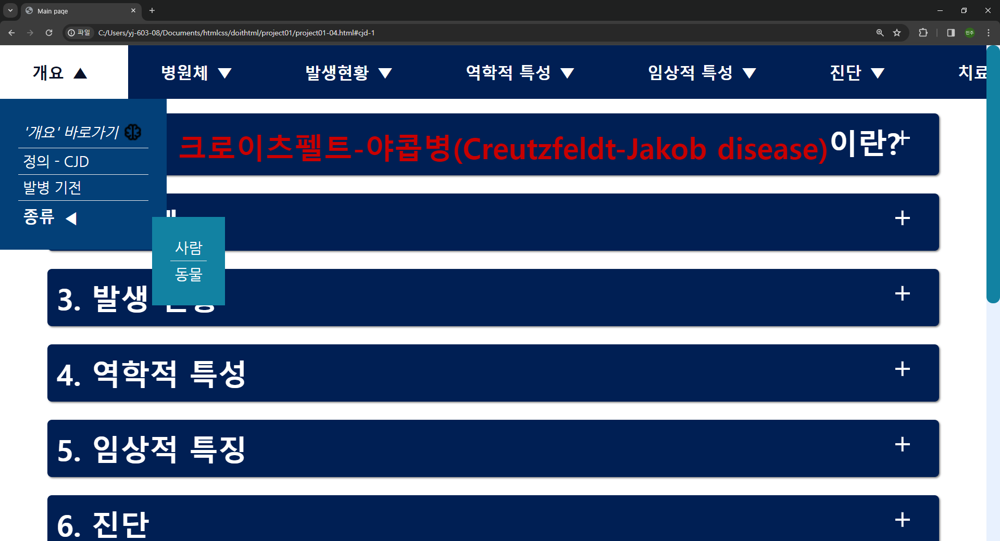 Main page
파일 C:/Users/yj-603-08/Documents/htmlcss/doithtml/project01/project01-04.html#cjd-1
민주
개요 ▲ 병원체 ▼ 발생현황 ▼ 역학적 특성 ▼ 임상적 특성 ▼ 진단 ▼ 치료
'개요' 바로가기
정의 - CJD
발병 기전
종류 ◀
사람
동물
크로이츠펠트-야콥병(Creutzfeldt-Jakob disease)이란? +
+
3. 발생 +
4. 역학적 특성 +
5. 임상적 특징 +
6. 진단 +